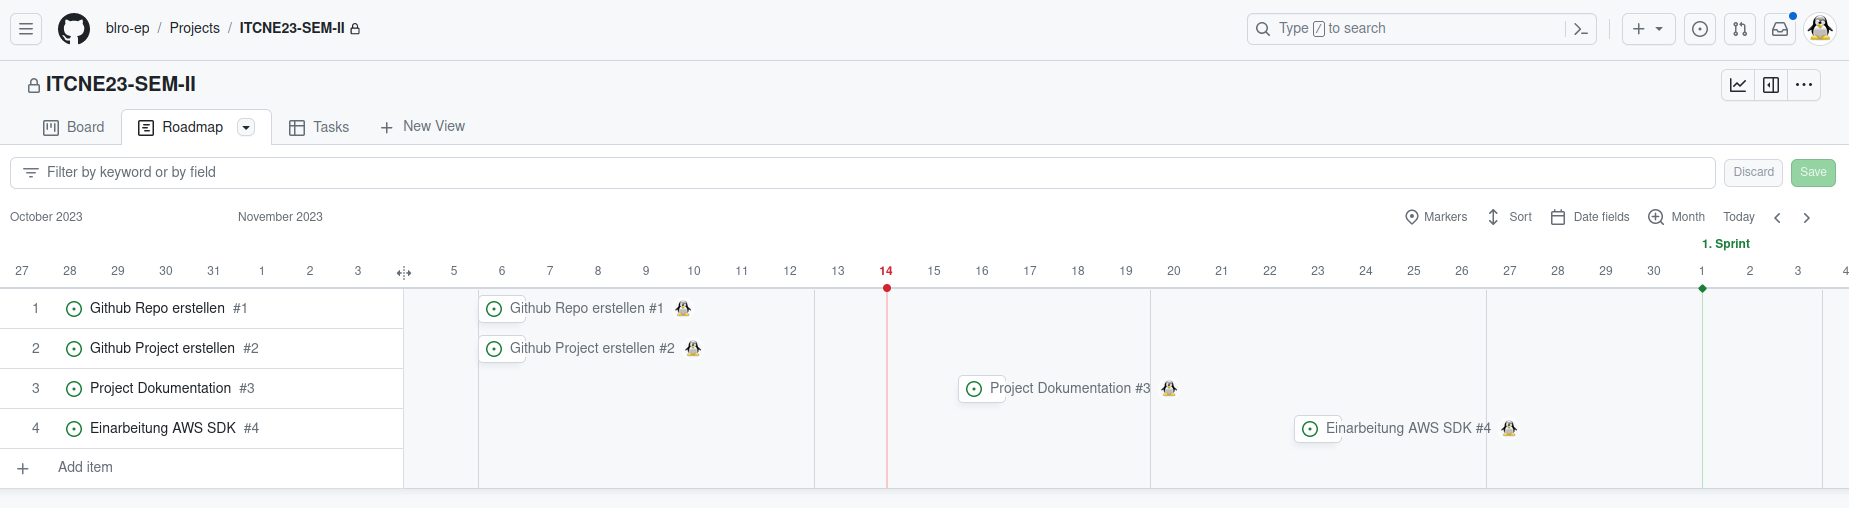 blro-ep / Projects / ITCNE23-SEM-II
Type / to search
ITCNE23-SEM-II
Board Roadmap Tasks + New View
Filter by keyword or by field
Discard Save
October 2023 November 2023 Markers Sort Date fields Month Today
1. Sprint
27 28 29 30 31 1 2 3 5 6 7 8 9 10 11 12 13 14 15 16 17 18 19 20 21 22 23 24 25 26 27 28 29 30 1 2 3 4
1 Github Repo erstellen #1 Github Repo erstellen #1
2 Github Project erstellen #2 Github Project erstellen #2
3 Project Dokumentation #3 Project Dokumentation #3
4 Einarbeitung AWS SDK #4 Einarbeitung AWS SDK #4
+ Add item